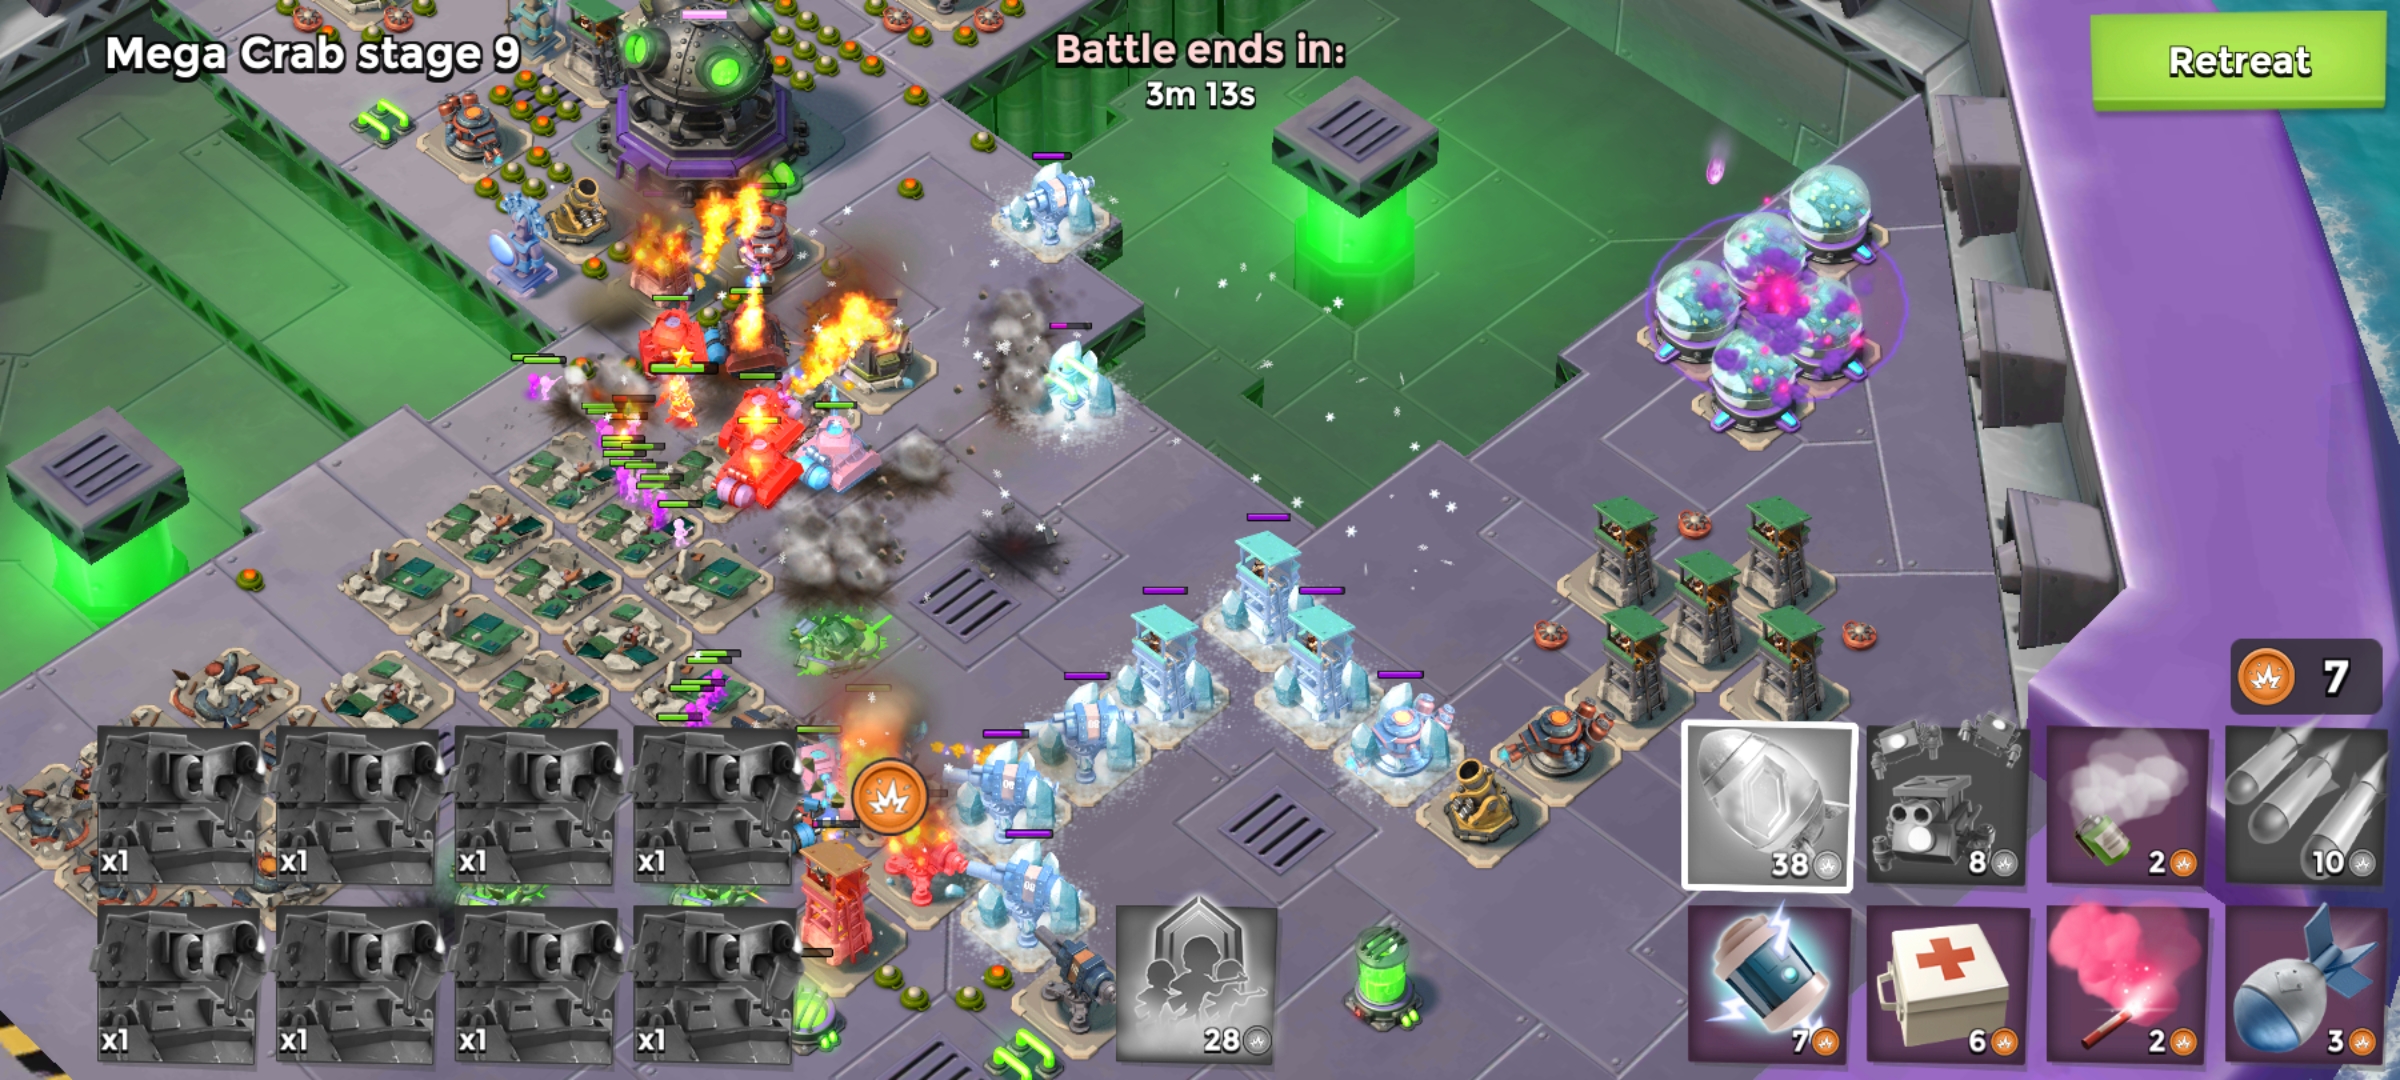 Mega Crab stage 9
Battle ends in:
3m 13s
Retreat
7
x1
x1
x1
x1
38
8
2
10
x1
x1
x1
x1
28
7
6
2
3